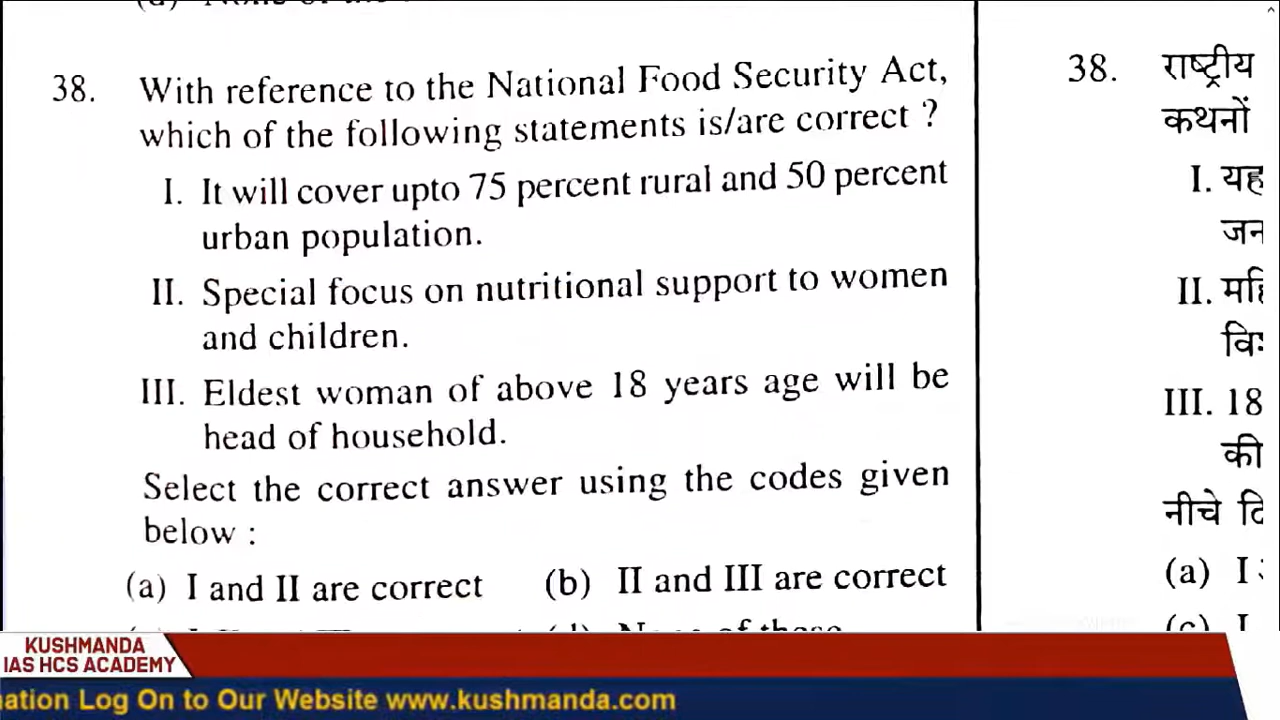 38. With reference to the National Food Security Act,
which of the following statements is/are correct ?
I. It will cover upto 75 percent rural and 50 percent
urban population.
II. Special focus on nutritional support to women
and children.
III. Eldest woman of above 18 years age will be
head of household.
Select the correct answer using the codes given
below :
(a) I and II are correct (b) II and III are correct
38. राष्ट्रीय
कथनों
I. यह
जन
II.
III. 18
की
नीचे
(a) I
(c) I
KUSHMANDA
IAS HCS ACADEMY
ation Log On to Our Website www.kushmanda.com